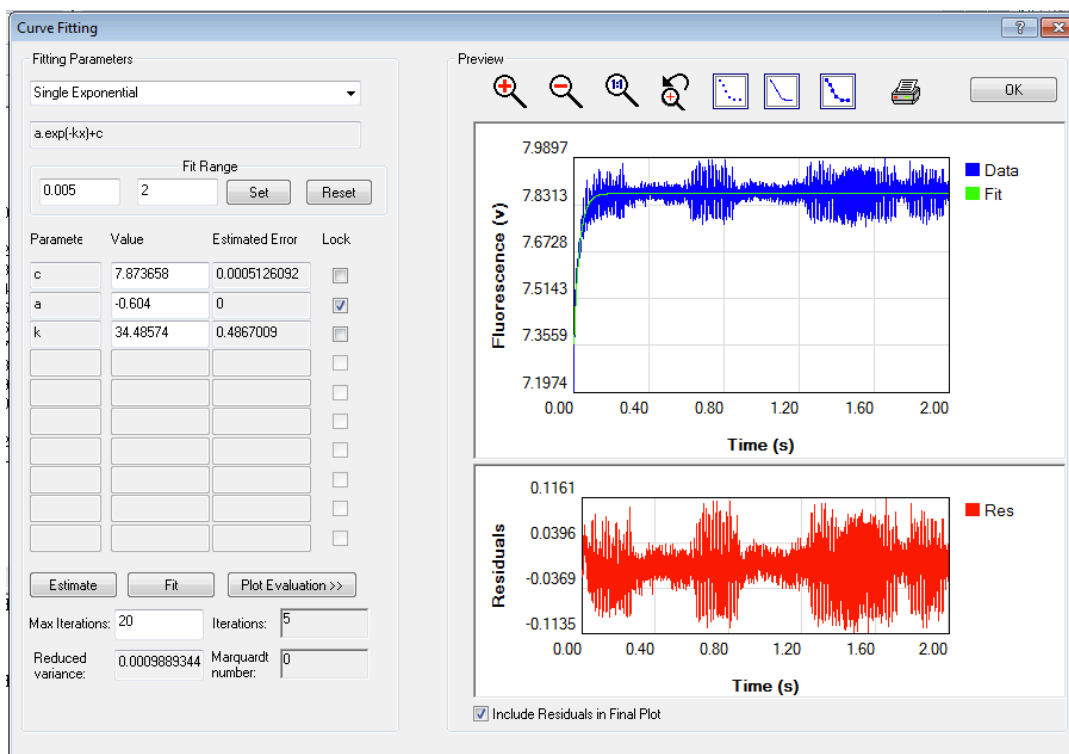 Curve Fitting
Fitting Parameters
Single Exponential
a.exp(-kx)+c
Fit Range
0.005 2 Set Reset
Paramete Value Estimated Error Lock
c 7.873658 0.0005126092
a -0.604 0
k 34.48574 0.4867009
Estimate Fit Plot Evaluation >>
Max Iterations: 20 Iterations: 5
Reduced variance: 0.0009889344 Marquardt number: 0
Preview
1:1
OK
7.9897
7.8313
7.6728
7.5143
7.3559
7.1974
Fluorescence (v)
0.00 0.40 0.80 1.20 1.60 2.00
Time (s)
Data
Fit
0.1161
0.0396
-0.0369
-0.1135
Residuals
0.00 0.40 0.80 1.20 1.60 2.00
Time (s)
Res
Include Residuals in Final Plot